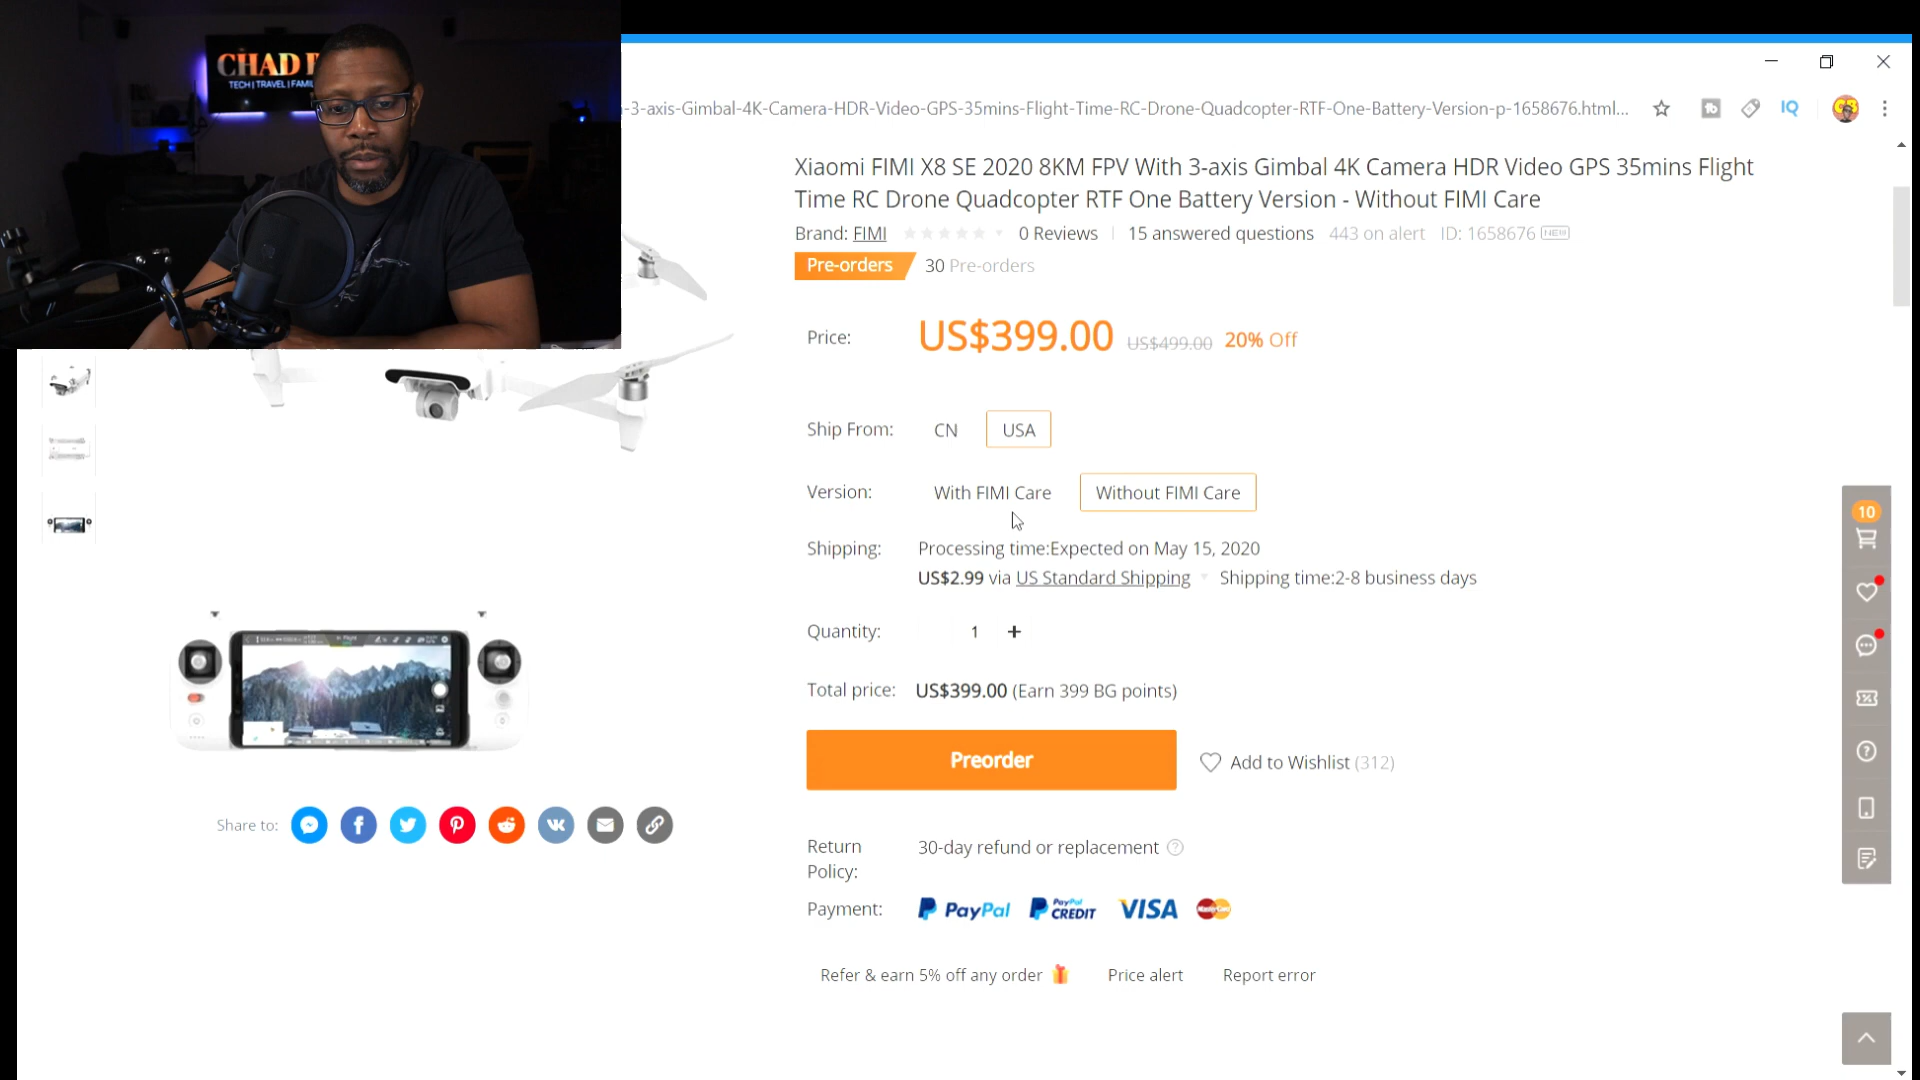 CHAD
TECH | TRAVEL | FAMI
-3-axis-Gimbal-4K-Camera-HDR-Video-GPS-35mins-Flight-Time-RC-Drone-Quadcopter-RTF-One-Battery-Version-p-1658676.html...
IQ
Xiaomi FIMI X8 SE 2020 8KM FPV With 3-axis Gimbal 4K Camera HDR Video GPS 35mins Flight
Time RC Drone Quadcopter RTF One Battery Version - Without FIMI Care
Brand: FIMI 0 Reviews 15 answered questions 443 on alert ID: 1658676 NEW
Pre-orders 30 Pre-orders
Price: US$399.00 US$499.00 20% Off
Ship From: CN USA
Version: With FIMI Care Without FIMI Care
Shipping: Processing time:Expected on May 15, 2020
US$2.99 via US Standard Shipping Shipping time:2-8 business days
Quantity: 1 +
Total price: US$399.00 (Earn 399 BG points)
Preorder
Add to Wishlist (312)
Share to:
Return
Policy:
30-day refund or replacement
Payment: PayPal PayPal CREDIT VISA MasterCard
Refer & earn 5% off any order Price alert Report error
10